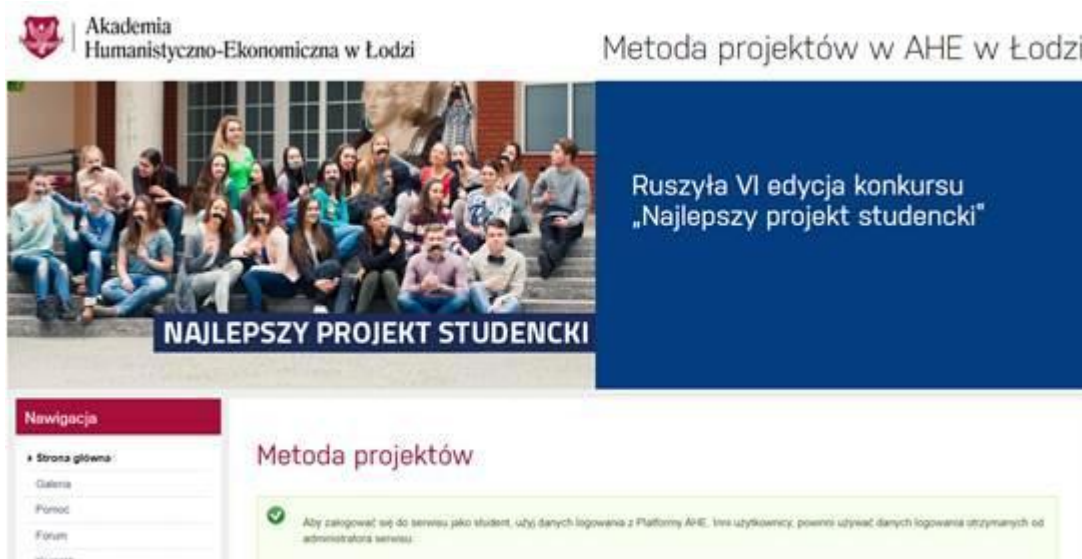 Akademia
Humanistyczno-Ekonomiczna w Łodzi
Metoda projektów w AHE w Łodzi
Ruszyła VI edycja konkursu
„Najlepszy projekt studencki"
NAJLEPSZY PROJEKT STUDENCKI
Nawigacja
Strona główna
Galeria
Pomoc
Forum
Metoda projektów
Aby zalogować się do serwisu jako student, użyj danych logowania z Platformy AHE. Inni użytkownicy, powinni używać danych logowania otrzymanych od
administratora serwisu.